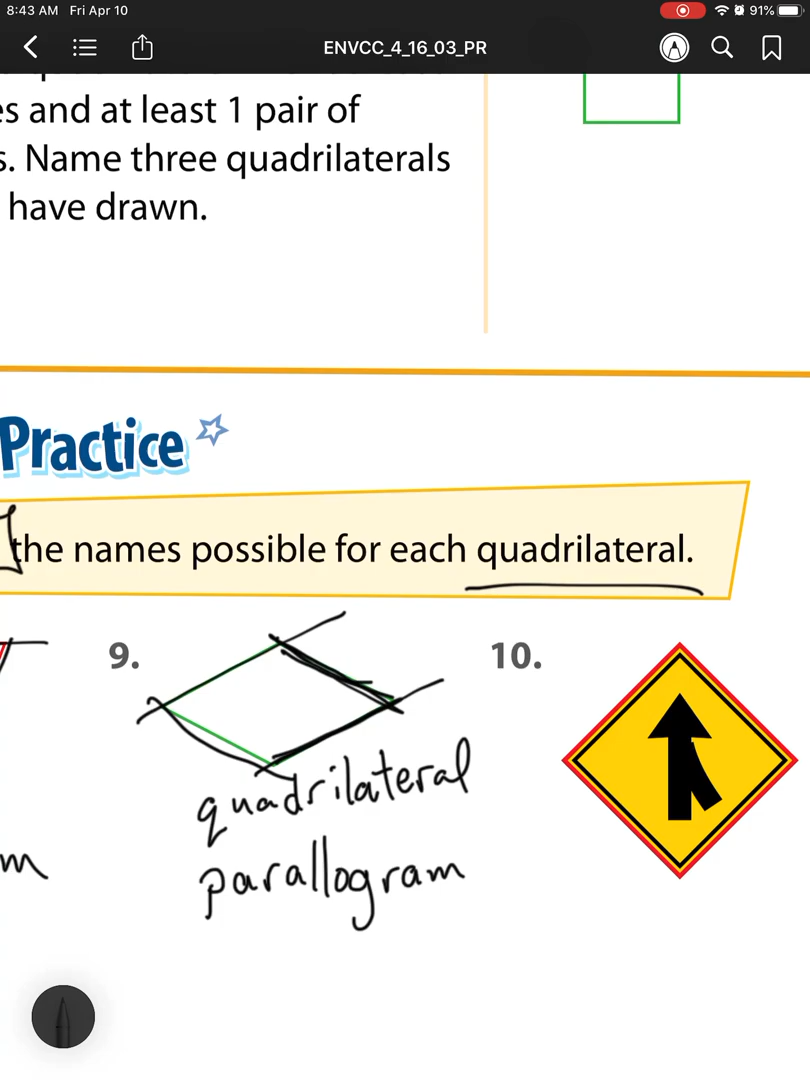 8:43 AM Fri Apr 10
91%
ENVCC_4_16_03_PR
es and at least 1 pair of
s. Name three quadrilaterals
have drawn.
Practice
the names possible for each quadrilateral.
9.
10.
quadrilateral
parallogram
m